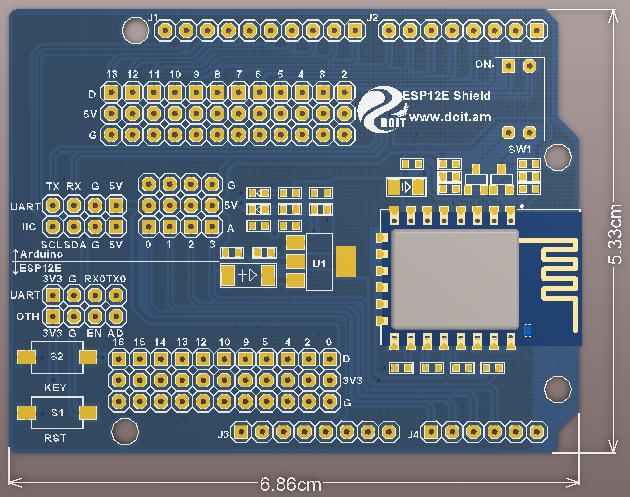 J1 J2
ON
13 12 11 10 9 8 7 6 5 4 3 2
D
5V
G
ESP12E Shield
DOIT
www.doit.am
SW1
TX RX G 5V
UART
IIC
SCL SDA G 5V
G
5V
A
0 1 2 3
Arduino
ESP12E
3V3 G RX0 TX0
UART
OTH
3V3 G EN AD
U1
5.33cm
S2
KEY
S1
RST
16 15 14 13 12 10 9 5 4 2 0
D
3V3
G
J3 J4
6.86cm